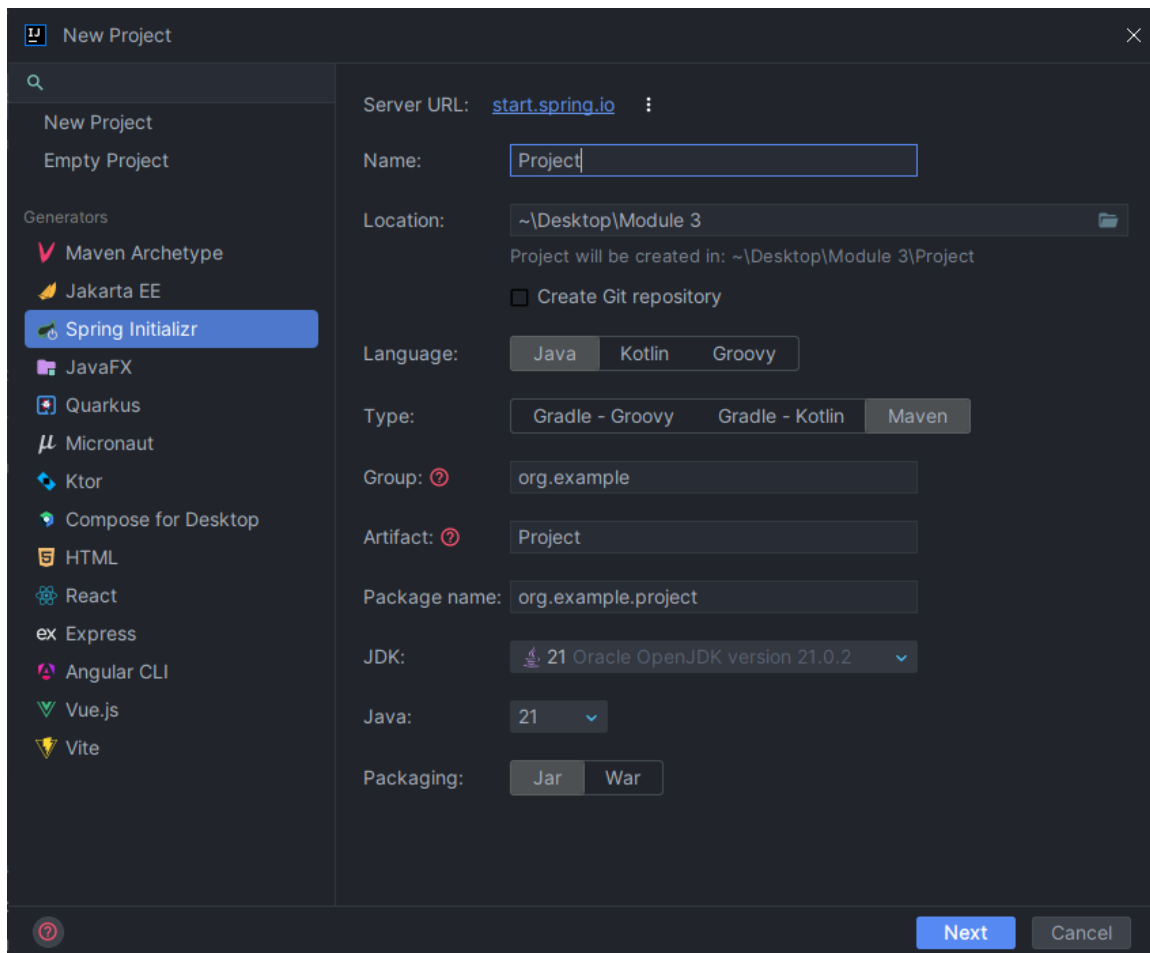 New Project
New Project
Empty Project
Generators
Maven Archetype
Jakarta EE
Spring Initializr
JavaFX
Quarkus
Micronaut
Ktor
Compose for Desktop
HTML
React
Express
Angular CLI
Vue.js
Vite
Server URL: start.spring.io
Name: Project
Location: ~\Desktop\Module 3
Project will be created in: ~\Desktop\Module 3\Project
Create Git repository
Language: Java Kotlin Groovy
Type: Gradle - Groovy Gradle - Kotlin Maven
Group: org.example
Artifact: Project
Package name: org.example.project
JDK: 21 Oracle OpenJDK version 21.0.2
Java: 21
Packaging: Jar War
Next Cancel